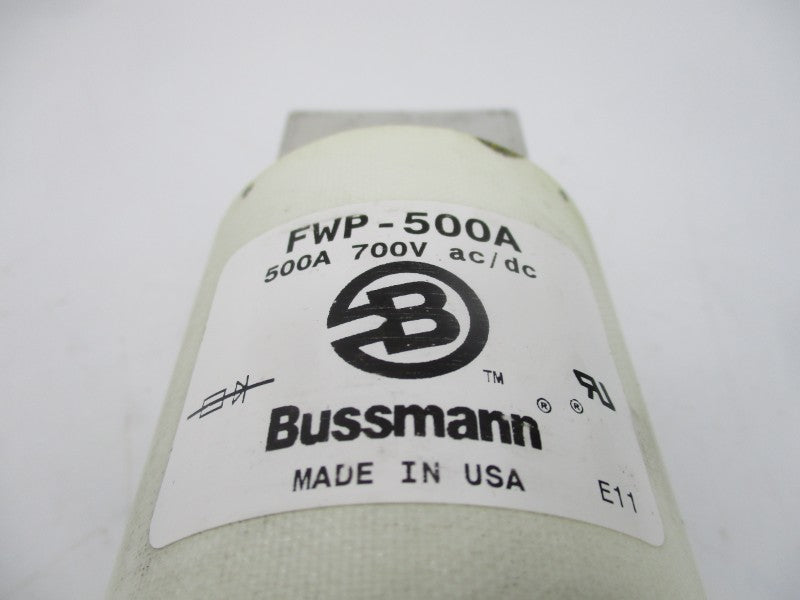 FWP-500A
500A 700V ac/dc
B
TM
Bussmann ® ®
MADE IN USA
E11